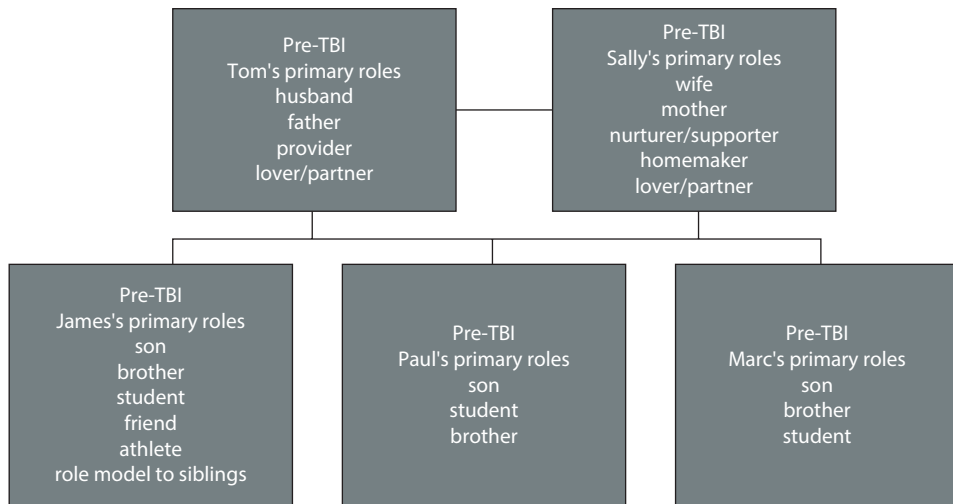 Pre-TBI
Tom's primary roles
husband
father
provider
lover/partner
Pre-TBI
Sally's primary roles
wife
mother
nurturer/supporter
homemaker
lover/partner
Pre-TBI
James's primary roles
son
brother
student
friend
athlete
role model to siblings
Pre-TBI
Paul's primary roles
son
student
brother
Pre-TBI
Marc's primary roles
son
brother
student